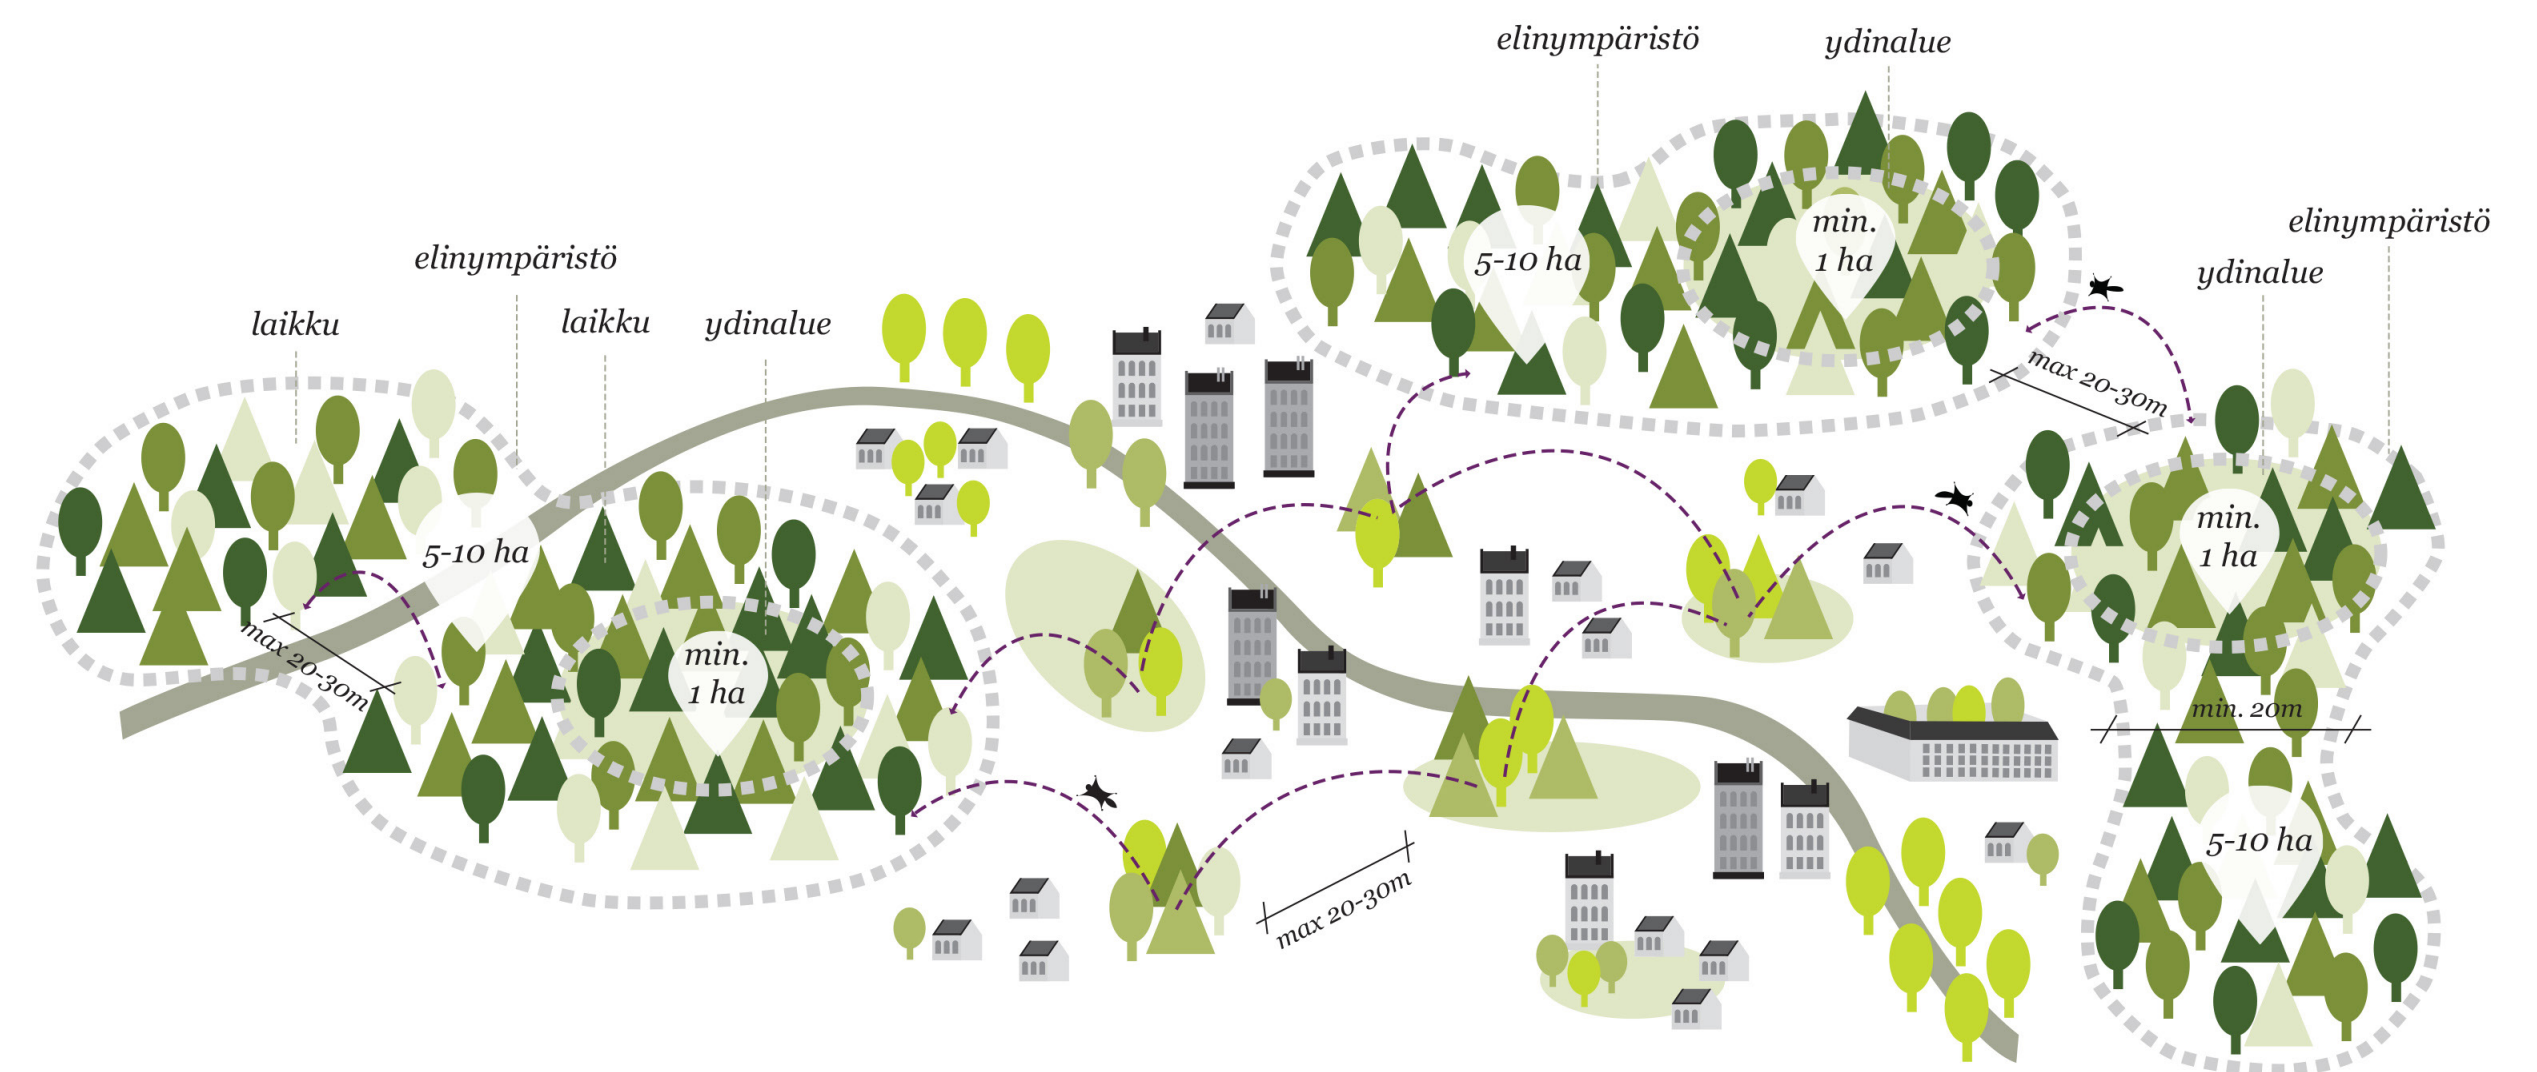 elinympäristö
ydinalue
elinympäristö
ydinalue
elinympäristö
laikku
laikku
ydinalue
5-10 ha
min.
1 ha
max 20-30m
min.
1 ha
5-10 ha
max 20-30m
min.
1 ha
min. 20m
5-10 ha
max 20-30m